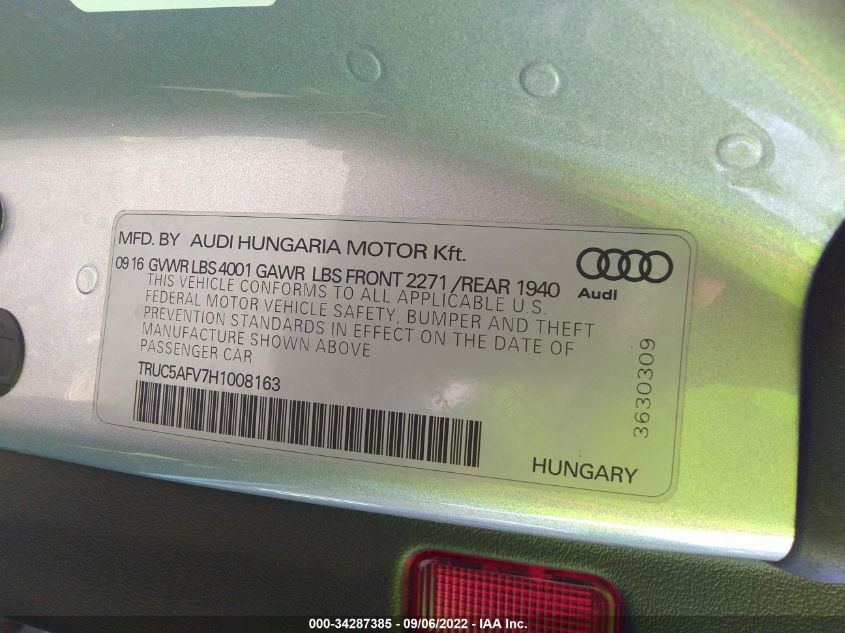 MFD. BY AUDI HUNGARIA MOTOR Kft.
09 16 GVWR LBS 4001 GAWR LBS FRONT 2271 /REAR 1940
THIS VEHICLE CONFORMS TO ALL APPLICABLE U.S.
FEDERAL MOTOR VEHICLE SAFETY, BUMPER AND THEFT
PREVENTION STANDARDS IN EFFECT ON THE DATE OF
MANUFACTURE SHOWN ABOVE
PASSENGER CAR
TRUC5AFV7H1008163
Audi
3630309
HUNGARY
000-34287385 - 09/06/2022 - IAA Inc.